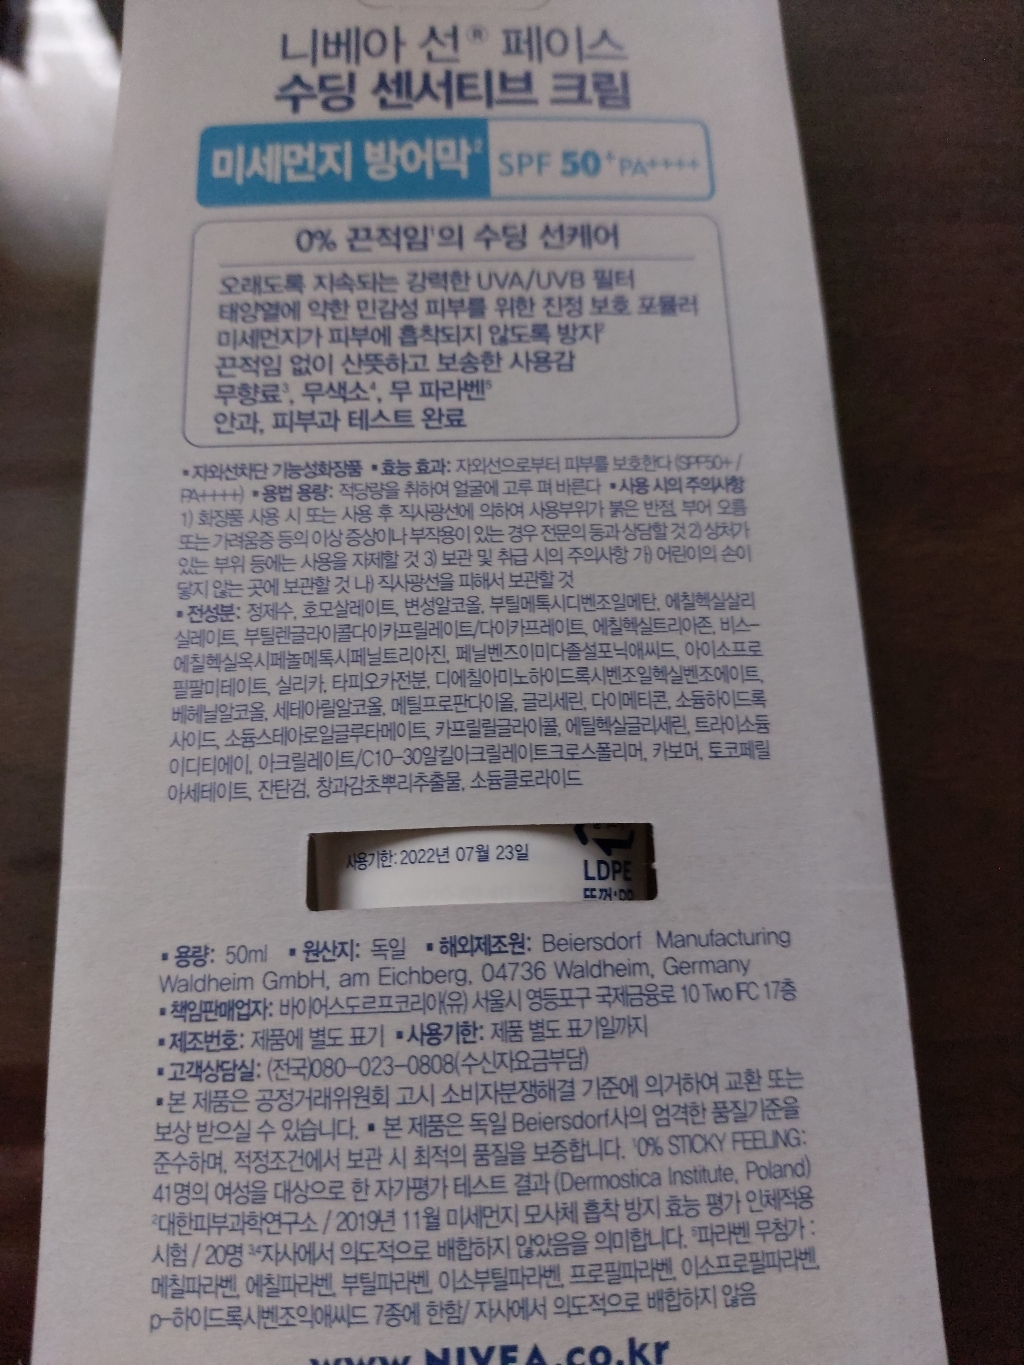 니베아 선® 페이스
수딩 센서티브 크림
미세먼지 방어막² SPF 50+ PA++++
0% 끈적임¹의 수딩 선케어
오래도록 지속되는 강력한 UVA/UVB 필터
태양열에 약한 민감성 피부를 위한 진정 보호 포뮬러
미세먼지가 피부에 흡착되지 않도록 방지²
끈적임 없이 산뜻하고 보송한 사용감
무향료³, 무색소⁴, 무 파라벤⁵
안과, 피부과 테스트 완료
▪ 자외선차단 기능성화장품 ▪ 효능 효과: 자외선으로부터 피부를 보호한다 (SPF50+ /
PA++++) ▪ 용법 용량: 적당량을 취하여 얼굴에 고루 펴 바른다 ▪ 사용 시의 주의사항
1) 화장품 사용 시 또는 사용 후 직사광선에 의하여 사용부위가 붉은 반점, 부어 오름
또는 가려움증 등의 이상 증상이나 부작용이 있는 경우 전문의 등과 상담할 것 2) 상처가
있는 부위 등에는 사용을 자제할 것 3) 보관 및 취급 시의 주의사항 가) 어린이의 손이
닿지 않는 곳에 보관할 것 나) 직사광선을 피해서 보관할 것
▪ 전성분: 정제수, 호모살레이트, 변성알코올, 부틸메톡시디벤조일메탄, 에칠헥실살리
실레이트, 부틸렌글라이콜다이카프릴레이트/다이카프레이트, 에칠헥실트리아존, 비스-
에칠헥실옥시페놀메톡시페닐트리아진, 페닐벤즈이미다졸설포닉애씨드, 아이소프로
필팔미테이트, 실리카, 타피오카전분, 디에칠아미노하이드록시벤조일헥실벤조에이트,
베헤닐알코올, 세테아릴알코올, 메틸프로판다이올, 글리세린, 다이메티콘, 소듐하이드록
사이드, 소듐스테아로일글루타메이트, 카프릴릴글라이콜, 에틸헥실글리세린, 트라이소듐
이디티에이, 아크릴레이트/C10-30알킬아크릴레이트크로스폴리머, 카보머, 토코페릴
아세테이트, 잔탄검, 창과감초뿌리추출물, 소듐클로라이드
사용기한: 2022년 07월 23일
LDPE
▪ 용량: 50ml ▪ 원산지: 독일 ▪ 해외제조원: Beiersdorf Manufacturing
Waldheim GmbH, am Eichberg, 04736 Waldheim, Germany
▪ 책임판매업자: 바이어스도르프코리아(유) 서울시 영등포구 국제금융로 10 Two IFC 17층
▪ 제조번호: 제품에 별도 표기 ▪ 사용기한: 제품 별도 표기일까지
▪ 고객상담실: (전국)080-023-0808(수신자요금부담)
▪ 본 제품은 공정거래위원회 고시 소비자분쟁해결 기준에 의거하여 교환 또는
보상 받으실 수 있습니다. ▪ 본 제품은 독일 Beiersdorf사의 엄격한 품질기준을
준수하며, 적정조건에서 보관 시 최적의 품질을 보증합니다. ¹0% STICKY FEELING:
41명의 여성을 대상으로 한 자가평가 테스트 결과 (Dermostica Institute, Poland)
²대한피부과학연구소 / 2019년 11월 미세먼지 모사체 흡착 방지 효능 평가 인체적용
시험 / 20명 ³·⁴자사에서 의도적으로 배합하지 않았음을 의미합니다. ⁵파라벤 무첨가 :
메칠파라벤, 에칠파라벤, 부틸파라벤, 이소부틸파라벤, 프로필파라벤, 이소프로필파라벤,
p-하이드록시벤조익애씨드 7종에 한함/ 자사에서 의도적으로 배합하지 않음
www.NIVEA.co.kr